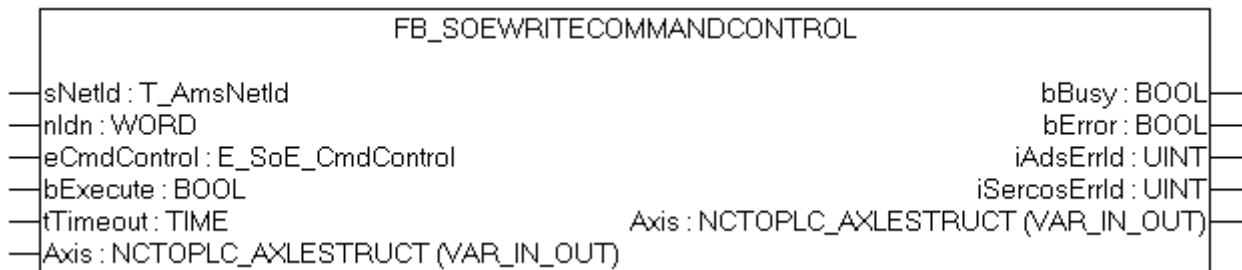 FB_SOEWRITECOMMANDCONTROL
sNetId : T_AmsNetId
bBusy : BOOL
nIdn : WORD
bError : BOOL
eCmdControl : E_SoE_CmdControl
iAdsErrId : UINT
bExecute : BOOL
iSercosErrId : UINT
tTimeout : TIME
Axis : NCTOPLC_AXLESTRUCT (VAR_IN_OUT)
Axis : NCTOPLC_AXLESTRUCT (VAR_IN_OUT)